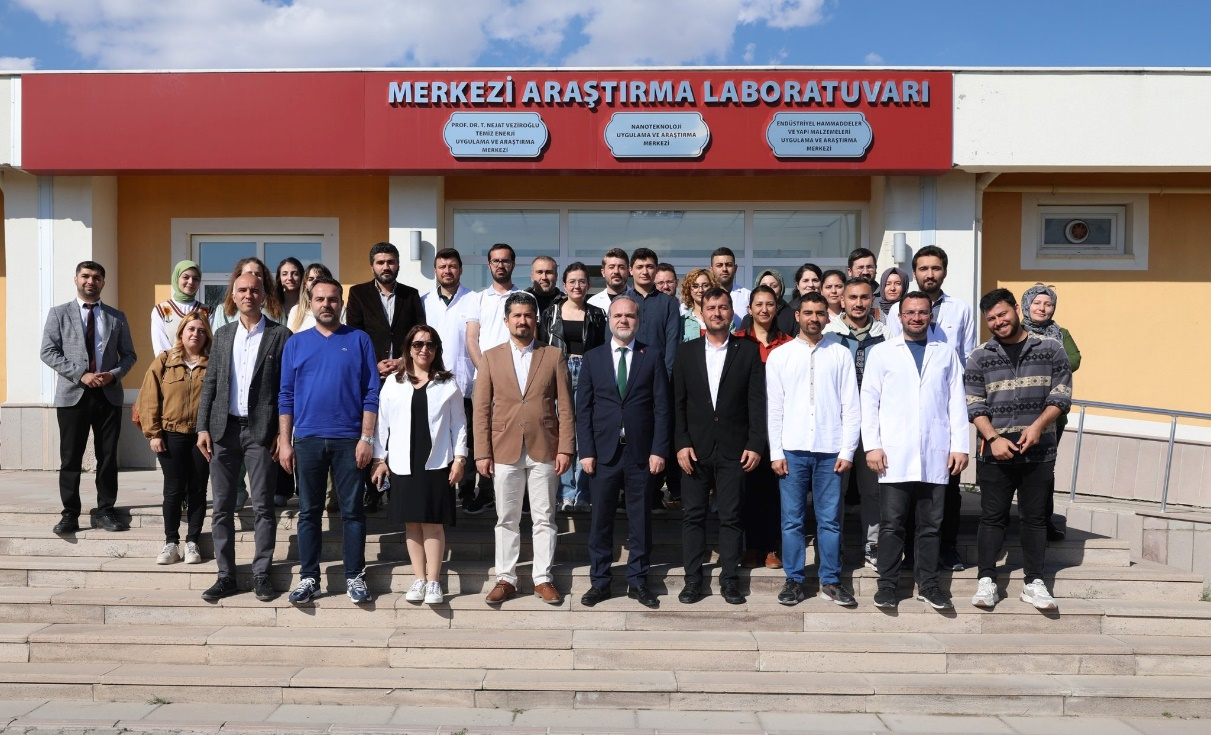 MERKEZİ ARAŞTIRMA LABORATUVARI
PROF. DR. T. NEJAT VEZİROĞLU
TEMİZ ENERJİ
UYGULAMA VE ARAŞTIRMA
MERKEZİ
NANOTEKNOLOJİ
UYGULAMA VE ARAŞTIRMA
MERKEZİ
ENDÜSTRİYEL HAMMADDELER
VE YAPI MALZEMELERİ
UYGULAMA VE ARAŞTIRMA
MERKEZİ